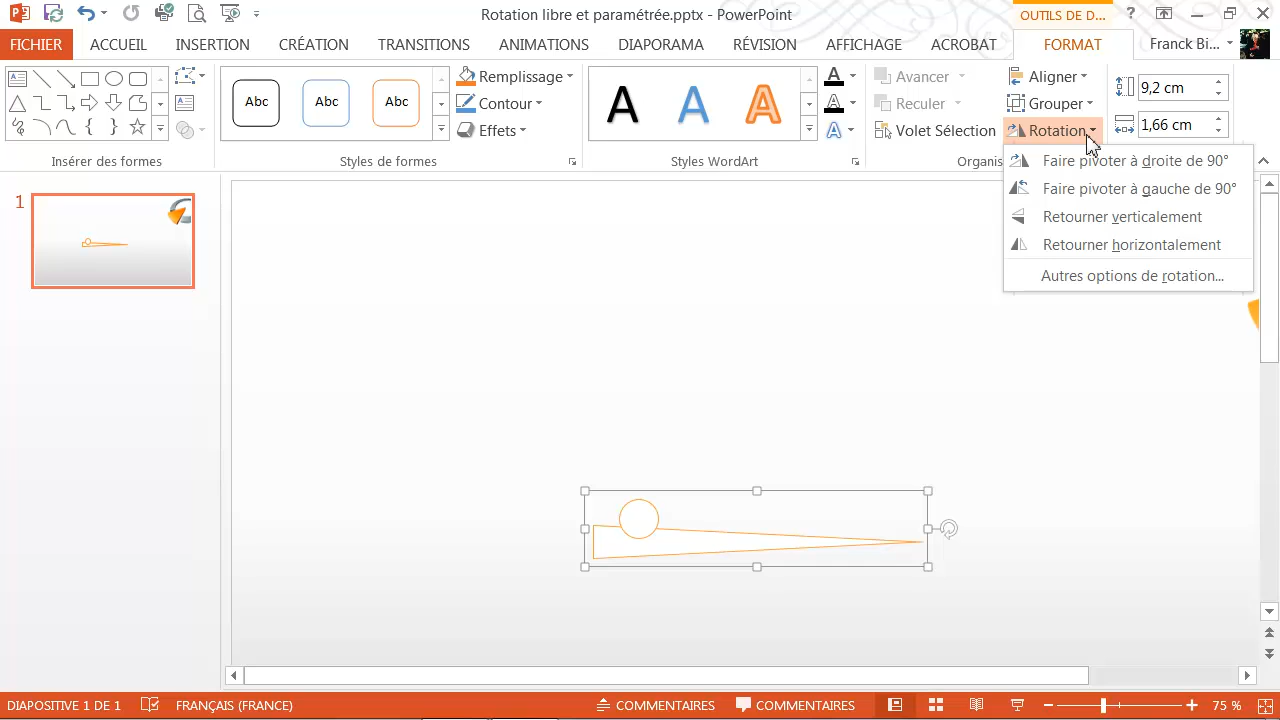 Rotation libre et paramétrée.pptx - PowerPoint
OUTILS DE D...
?
FICHIER ACCUEIL INSERTION CRÉATION TRANSITIONS ANIMATIONS DIAPORAMA RÉVISION AFFICHAGE ACROBAT FORMAT Franck Bi...
Abc Abc Abc
Remplissage
Contour
Effets
A A A
A
A
A
Avancer
Reculer
Volet Sélection
Aligner
Grouper
Rotation
9,2 cm
1,66 cm
Insérer des formes
Styles de formes
Styles WordArt
Organis
Faire pivoter à droite de 90°
Faire pivoter à gauche de 90°
Retourner verticalement
Retourner horizontalement
Autres options de rotation...
1
DIAPOSITIVE 1 DE 1 FRANÇAIS (FRANCE) COMMENTAIRES COMMENTAIRES 75 %